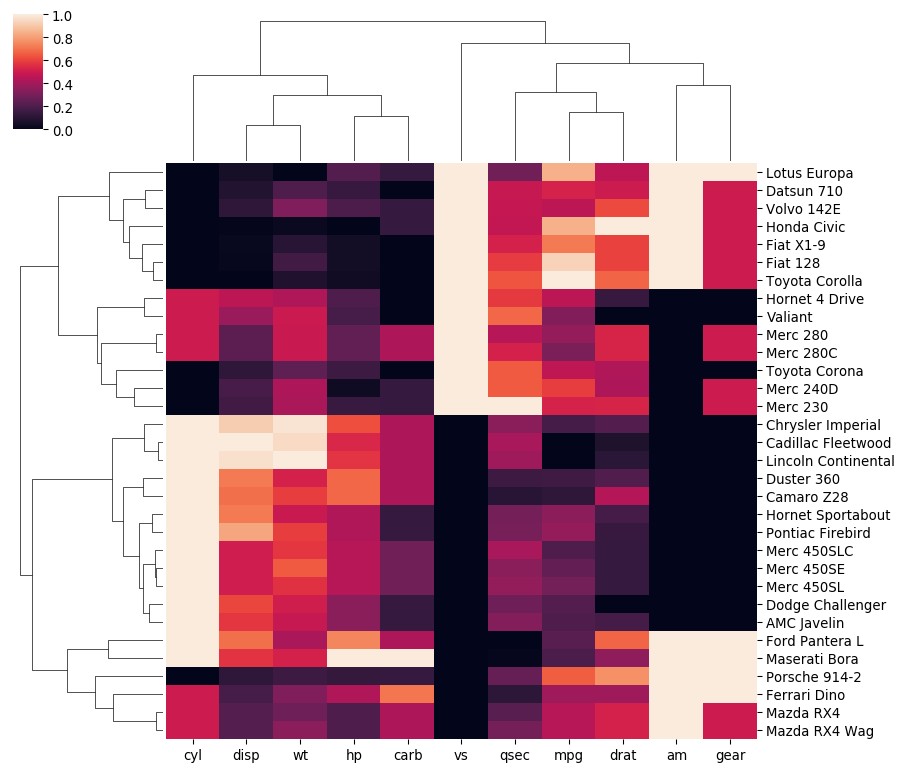 1.0
0.8
0.6
0.4
0.2
0.0
Lotus Europa
Datsun 710
Volvo 142E
Honda Civic
Fiat X1-9
Fiat 128
Toyota Corolla
Hornet 4 Drive
Valiant
Merc 280
Merc 280C
Toyota Corona
Merc 240D
Merc 230
Chrysler Imperial
Cadillac Fleetwood
Lincoln Continental
Duster 360
Camaro Z28
Hornet Sportabout
Pontiac Firebird
Merc 450SLC
Merc 450SE
Merc 450SL
Dodge Challenger
AMC Javelin
Ford Pantera L
Maserati Bora
Porsche 914-2
Ferrari Dino
Mazda RX4
Mazda RX4 Wag
cyl disp wt hp carb vs qsec mpg drat am gear